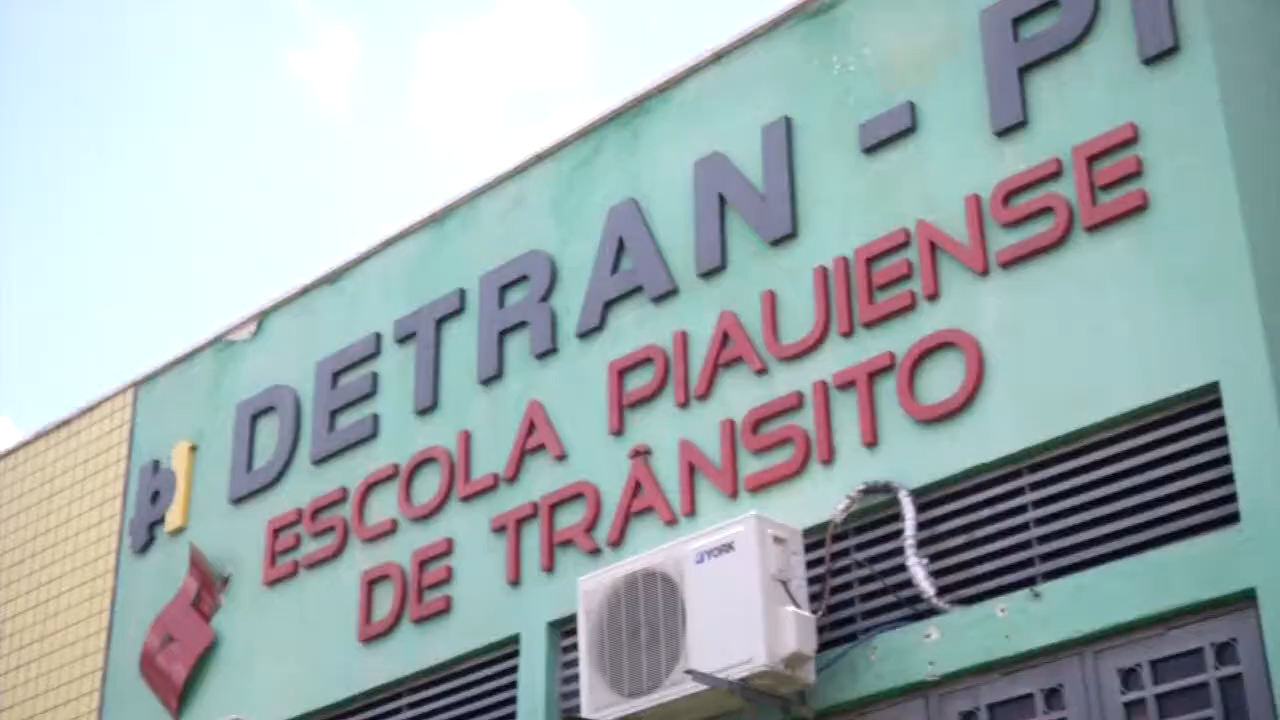 DETRAN - PI
ESCOLA PIAUIENSE
DE TRÂNSITO
YORK